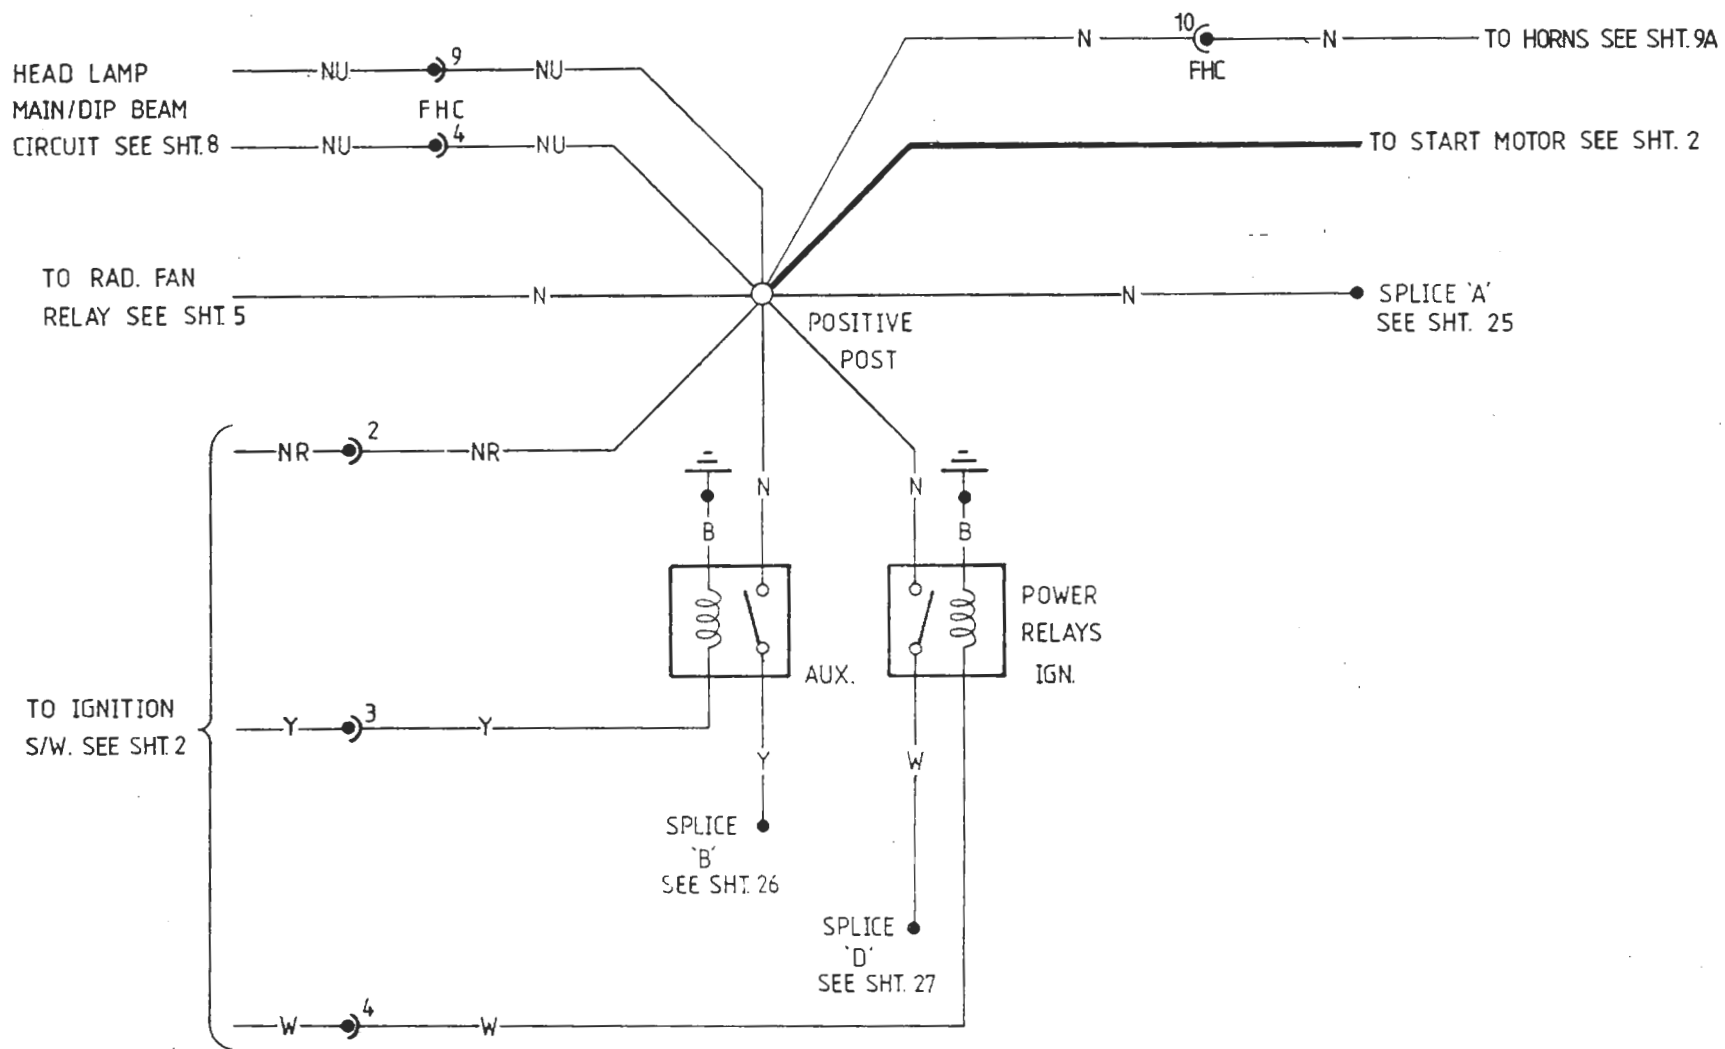 10
N
N
TO HORNS SEE SHT. 9A
FHC
9
HEAD LAMP
MAIN/DIP BEAM
CIRCUIT SEE SHT. 8
NU
NU
FHC
4
NU
NU
TO START MOTOR SEE SHT. 2
TO RAD. FAN
RELAY SEE SHT. 5
N
N
SPLICE 'A'
SEE SHT. 25
POSITIVE
POST
2
NR
NR
N
N
B
B
POWER
RELAYS
IGN.
AUX.
TO IGNITION
S/W. SEE SHT. 2
3
Y
Y
Y
W
SPLICE
'B'
SEE SHT. 26
SPLICE
'D'
SEE SHT. 27
4
W
W